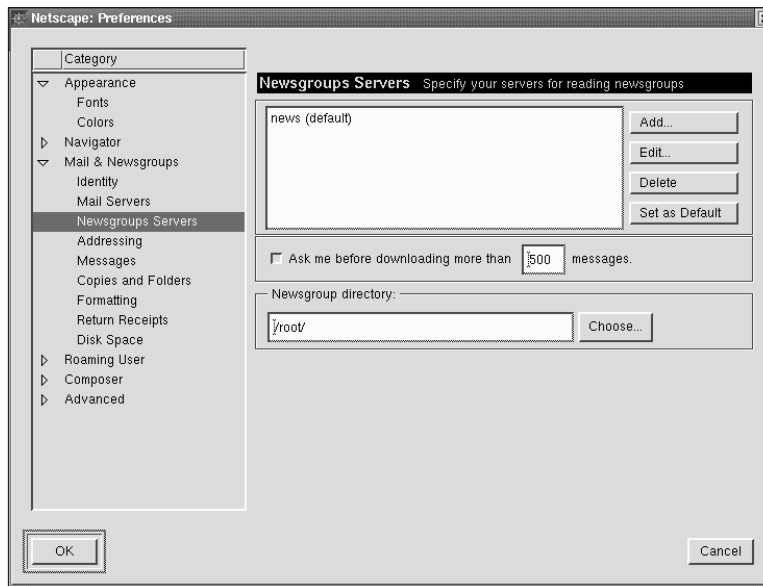 Netscape: Preferences
Category
Appearance
Fonts
Colors
Navigator
Mail & Newsgroups
Identity
Mail Servers
Newsgroups Servers
Addressing
Messages
Copies and Folders
Formatting
Return Receipts
Disk Space
Roaming User
Composer
Advanced
Newsgroups Servers Specify your servers for reading newsgroups
news (default)
Add...
Edit...
Delete
Set as Default
Ask me before downloading more than 500 messages.
Newsgroup directory:
/root/ Choose...
OK Cancel